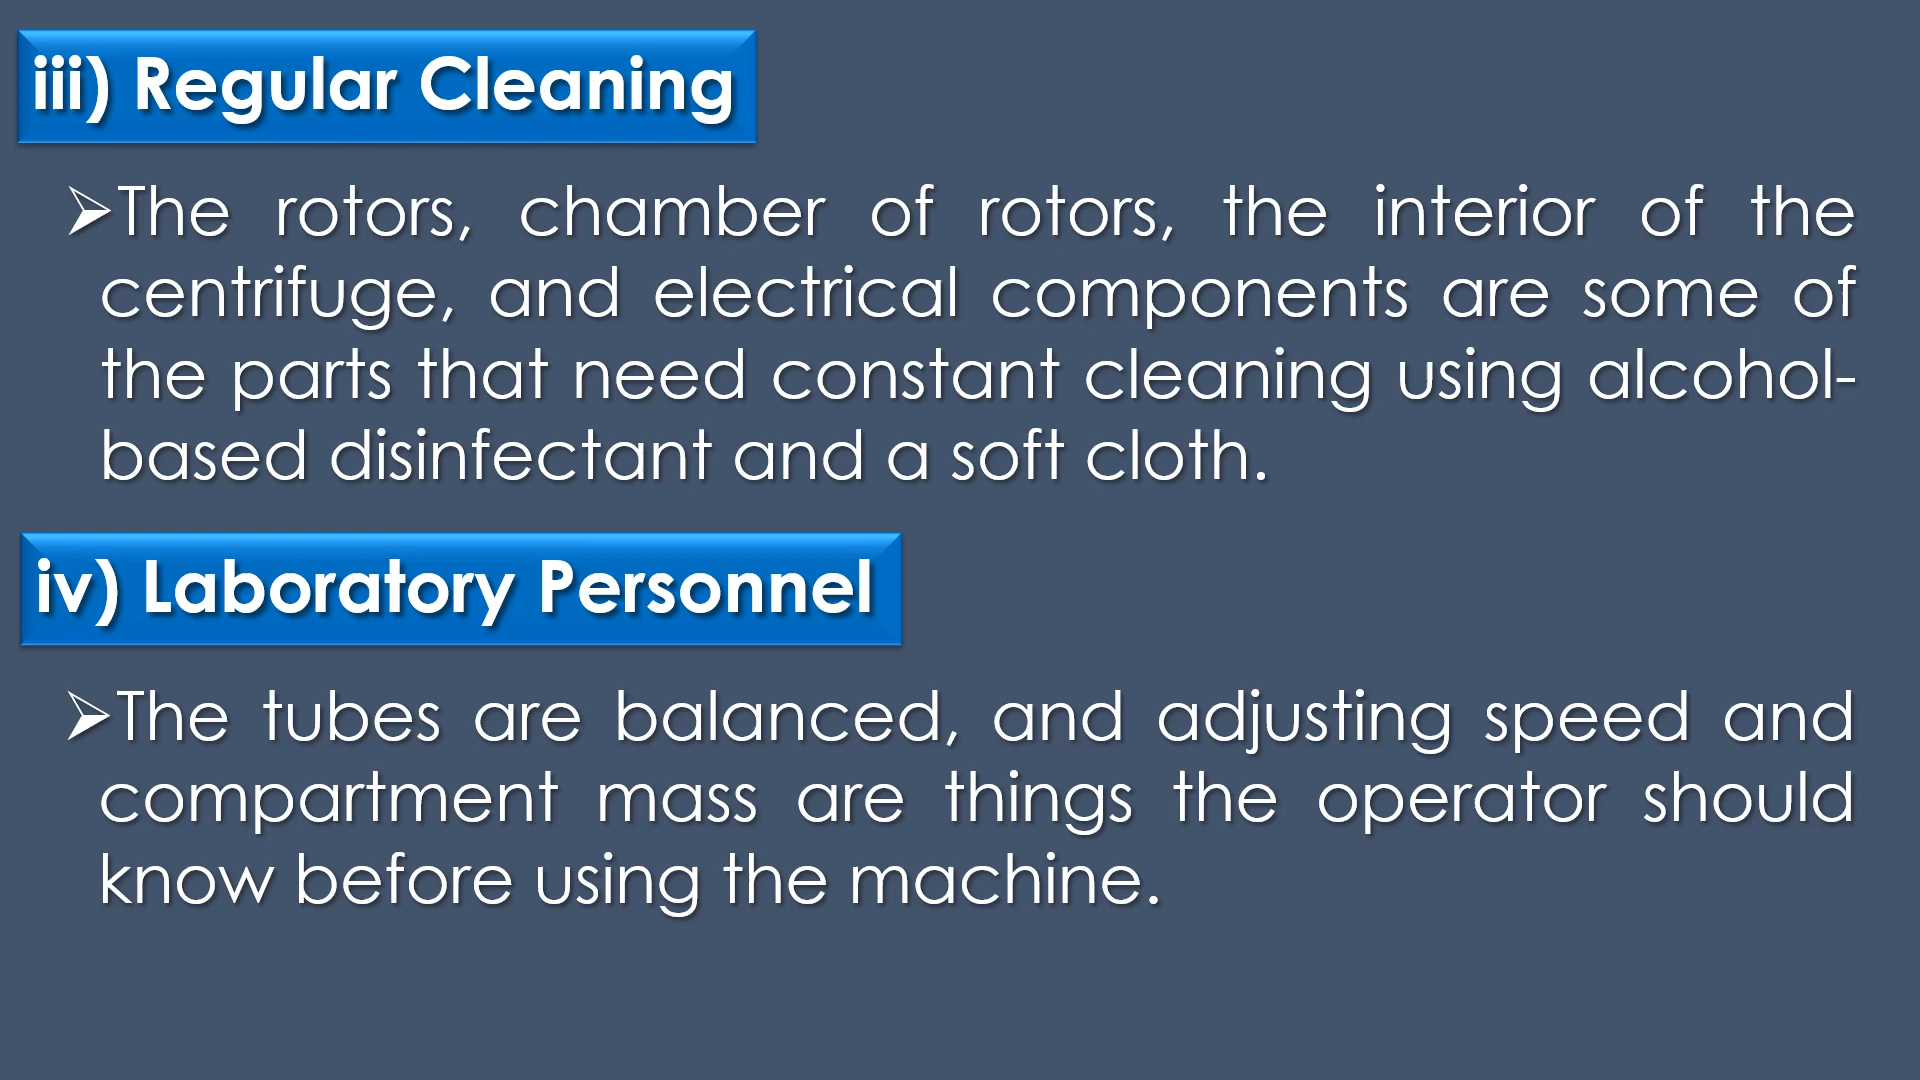 iii) Regular Cleaning
➢The rotors, chamber of rotors, the interior of the
centrifuge, and electrical components are some of
the parts that need constant cleaning using alcohol-
based disinfectant and a soft cloth.
iv) Laboratory Personnel
➢The tubes are balanced, and adjusting speed and
compartment mass are things the operator should
know before using the machine.